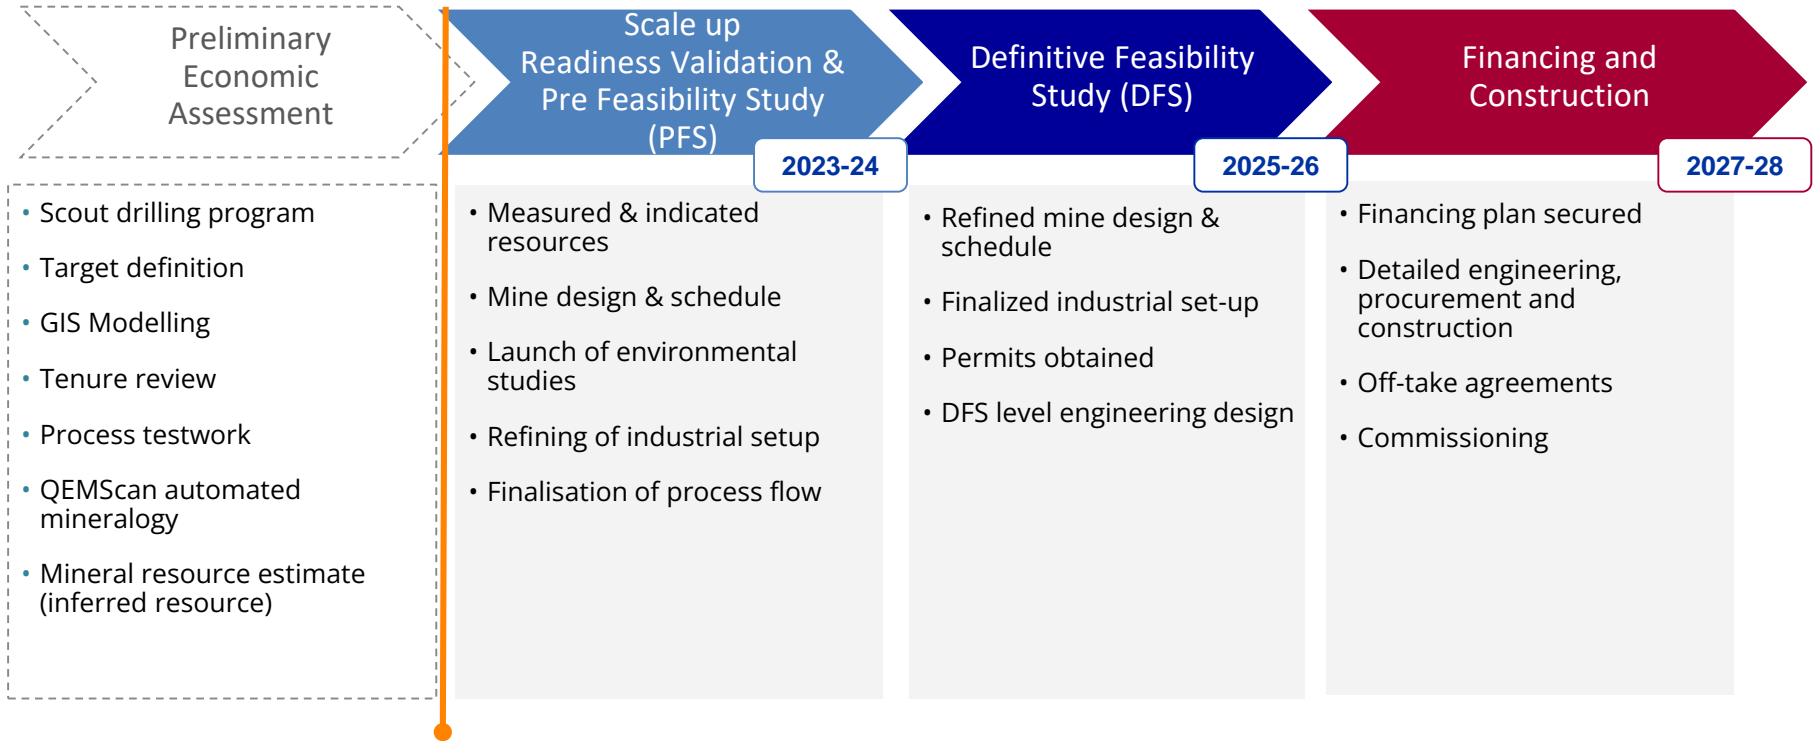 Preliminary
Economic
Assessment
Scale up
Readiness Validation &
Pre Feasibility Study
(PFS)
2023-24
Definitive Feasibility
Study (DFS)
2025-26
Financing and
Construction
2027-28
• Scout drilling program
• Target definition
• GIS Modelling
• Tenure review
• Process testwork
• QEMScan automated
mineralogy
• Mineral resource estimate
(inferred resource)
• Measured & indicated
resources
• Mine design & schedule
• Launch of environmental
studies
• Refining of industrial setup
• Finalisation of process flow
• Refined mine design &
schedule
• Finalized industrial set-up
• Permits obtained
• DFS level engineering design
• Financing plan secured
• Detailed engineering,
procurement and
construction
• Off-take agreements
• Commissioning